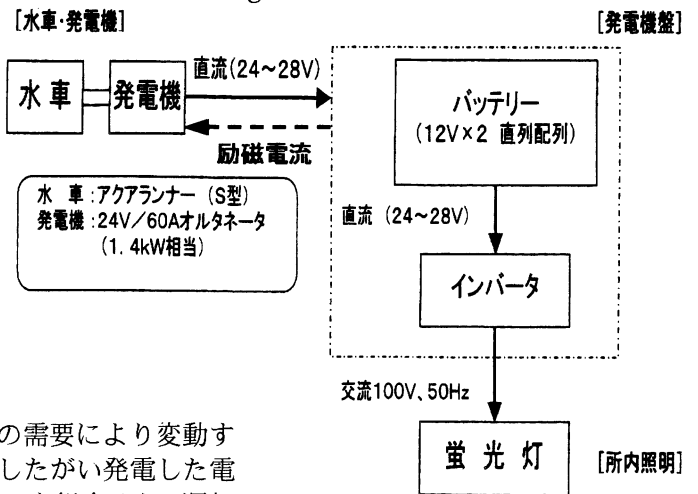 [水車・発電機]
[発電機盤]
水車
発電機
直流(24～28V)
励磁電流
バッテリー
(12V×2 直列配列)
水　車：アクアランナー（S型）
発電機：24V／60Aオルタネータ
（1.4kW相当）
直流（24～28V）
インバータ
交流100V、50Hz
の需要により変動す
したがい発電した電
蛍光灯
[所内照明]